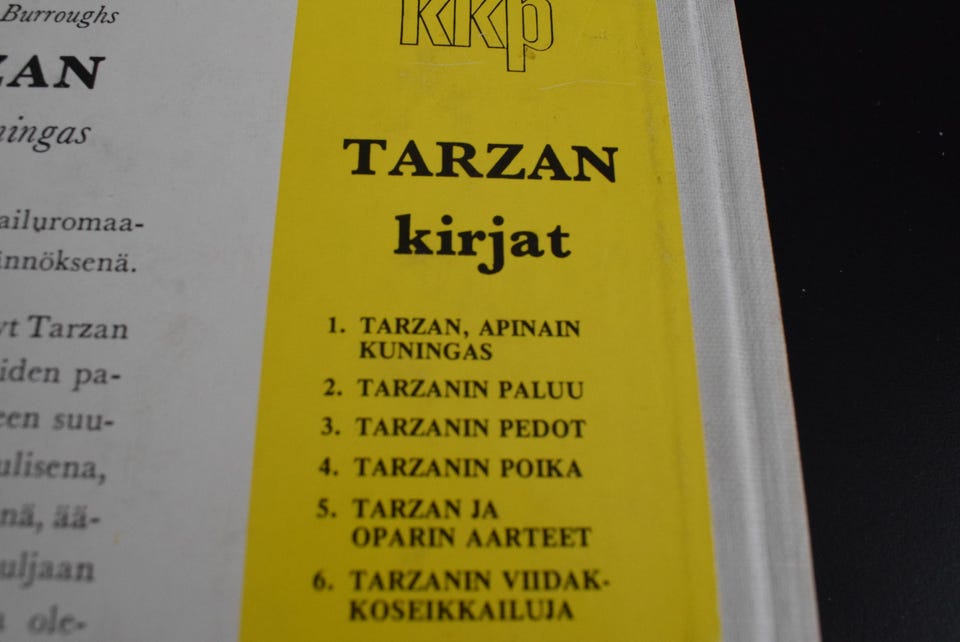 Burroughs
ZAN
ningas
ailuromaa-
innöksenä.
yt Tarzan
iden pa-
een suu-
ulisena,
nä, ää-
uljaan
ole-
kkp
TARZAN
kirjat
1. TARZAN, APINAIN
KUNINGAS
2. TARZANIN PALUU
3. TARZANIN PEDOT
4. TARZANIN POIKA
5. TARZAN JA
OPARIN AARTEET
6. TARZANIN VIIDAK-
KOSEIKKAILUJA